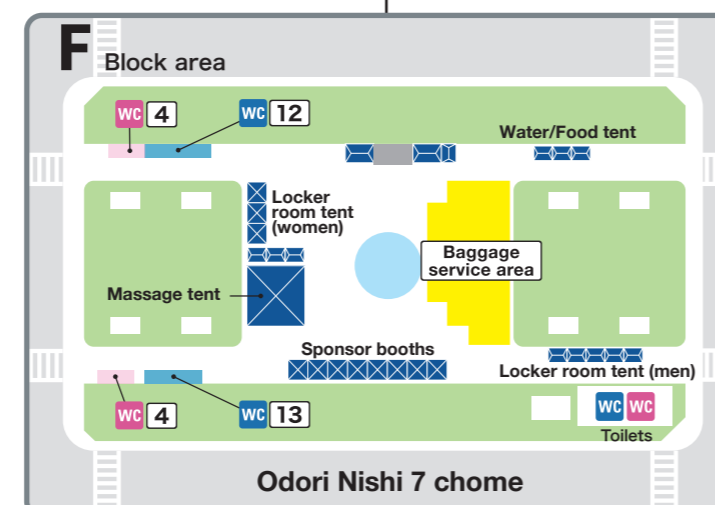 F
Block area
WC 4
WC 12
Water/Food tent
Locker
room tent
(women)
Baggage
service area
Massage tent
Sponsor booths
Locker room tent (men)
WC 4
WC 13
WC WC
Toilets
Odori Nishi 7 chome